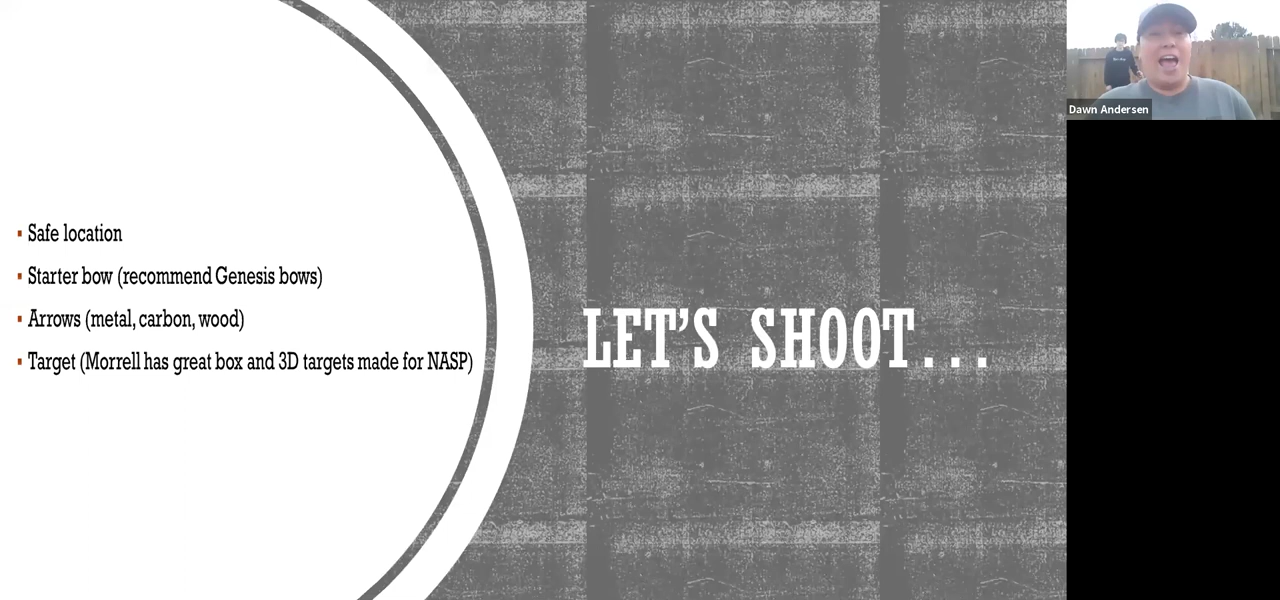 Safe location
Starter bow (recommend Genesis bows)
Arrows (metal, carbon, wood)
Target (Morrell has great box and 3D targets made for NASP)
LET'S SHOOT...
Dawn Andersen